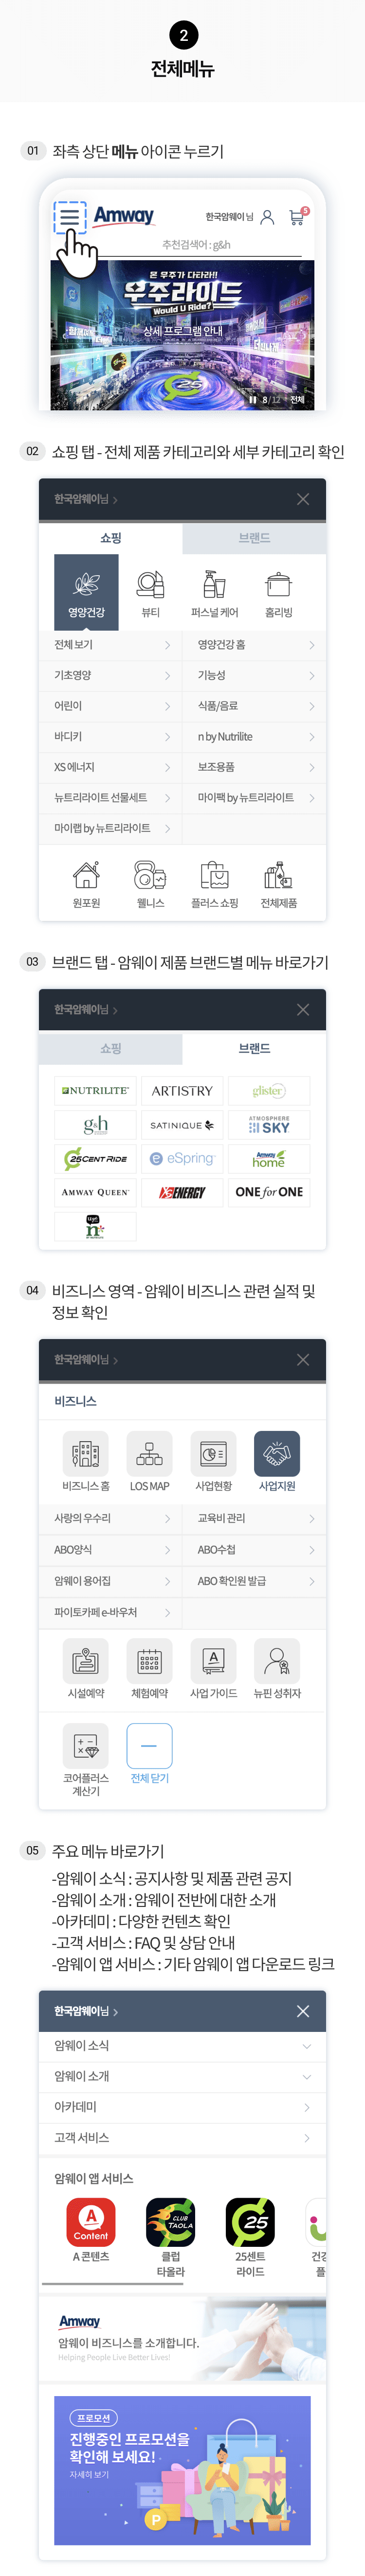 2
전체메뉴
01 좌측 상단 메뉴 아이콘 누르기
Amway 한국암웨이 님 5
추천검색어 : g&h
본 우주가 다타라!!
우주라이드
Would U Ride?
상세 프로그램 안내
함께하면
더 쉬니까
25
8 / 12 전체
02 쇼핑 탭 - 전체 제품 카테고리와 세부 카테고리 확인
한국암웨이님
쇼핑 브랜드
영양건강 뷰티 퍼스널 케어 홈리빙
전체 보기 영양건강 홈
기초영양 기능성
어린이 식품/음료
바디키 n by Nutrilite
XS 에너지 보조용품
뉴트리라이트 선물세트 마이팩 by 뉴트리라이트
마이랩 by 뉴트리라이트
원포원 웰니스 플러스 쇼핑 전체제품
03 브랜드 탭 - 암웨이 제품 브랜드별 메뉴 바로가기
한국암웨이님
쇼핑 브랜드
NUTRILITE ARTISTRY glister
g&h SATINIQUE ATMOSPHERE SKY
25CENT RIDE eSpring Amway home
AMWAY QUEEN XS ENERGY ONE for ONE
n
04 비즈니스 영역 - 암웨이 비즈니스 관련 실적 및
정보 확인
한국암웨이님
비즈니스
비즈니스 홈 LOS MAP 사업현황 사업지원
사랑의 우수리 교육비 관리
ABO양식 ABO수첩
암웨이 용어집 ABO 확인원 발급
파이토카페 e-바우처
시설예약 체험예약 사업 가이드 뉴핀 성취자
코어플러스 전체 닫기
계산기
05 주요 메뉴 바로가기
-암웨이 소식 : 공지사항 및 제품 관련 공지
-암웨이 소개 : 암웨이 전반에 대한 소개
-아카데미 : 다양한 컨텐츠 확인
-고객 서비스 : FAQ 및 상담 안내
-암웨이 앱 서비스 : 기타 암웨이 앱 다운로드 링크
한국암웨이님
암웨이 소식
암웨이 소개
아카데미
고객 서비스
암웨이 앱 서비스
A Content CLUB TAOLA 25
A 콘텐츠 클럽 25센트 건강
타올라 라이드 플
Amway
암웨이 비즈니스를 소개합니다.
Helping People Live Better Lives!
프로모션
진행중인 프로모션을
확인해 보세요!
자세히 보기
P